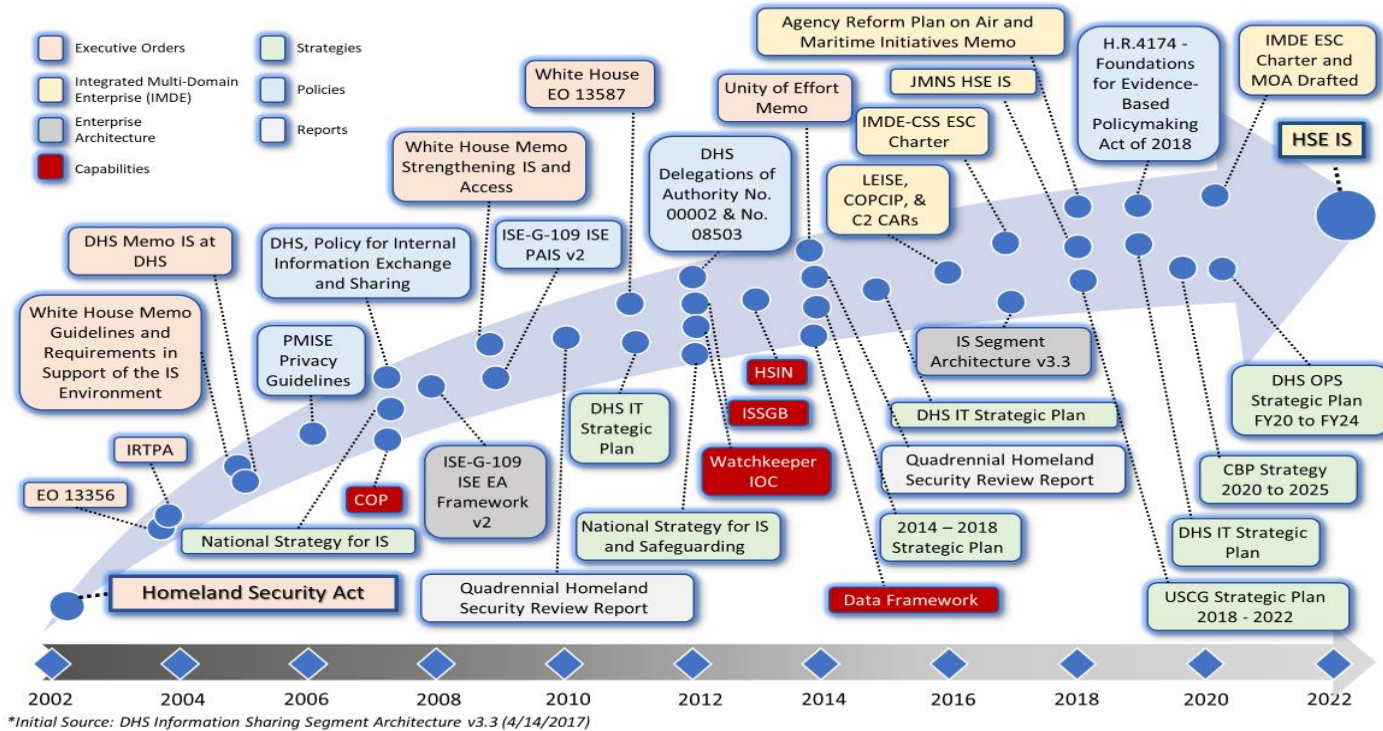 Executive Orders
Integrated Multi-Domain
Enterprise (IMDE)
Enterprise
Architecture
Capabilities
Strategies
Policies
Reports
White House
EO 13587
White House Memo
Strengthening IS and
Access
DHS Memo IS at
DHS
DHS, Policy for Internal
Information Exchange
and Sharing
ISE-G-109 ISE
PAIS v2
White House Memo
Guidelines and
Requirements in
Support of the IS
Environment
PMISE
Privacy
Guidelines
IRTPA
EO 13356
Agency Reform Plan on Air and
Maritime Initiatives Memo
Unity of Effort
Memo
JMNS HSE IS
IMDE-CSS ESC
Charter
DHS
Delegations of
Authority No.
00002 & No.
08503
LEISE,
COPCIP, &
C2 CARs
H.R.4174 -
Foundations
for Evidence-
Based
Policymaking
Act of 2018
IMDE ESC
Charter and
MOA Drafted
HSE IS
IS Segment
Architecture v3.3
HSIN
ISSGB
Watchkeeper
IOC
DHS IT
Strategic
Plan
DHS IT Strategic Plan
Quadrennial Homeland
Security Review Report
DHS OPS
Strategic Plan
FY20 to FY24
CBP Strategy
2020 to 2025
COP
ISE-G-109
ISE EA
Framework
v2
National Strategy for IS
National Strategy for IS
and Safeguarding
2014 – 2018
Strategic Plan
DHS IT Strategic
Plan
Homeland Security Act
Quadrennial Homeland
Security Review Report
Data Framework
USCG Strategic Plan
2018 - 2022
2002
2004
2006
2008
2010
2012
2014
2016
2018
2020
2022
*Initial Source: DHS Information Sharing Segment Architecture v3.3 (4/14/2017)